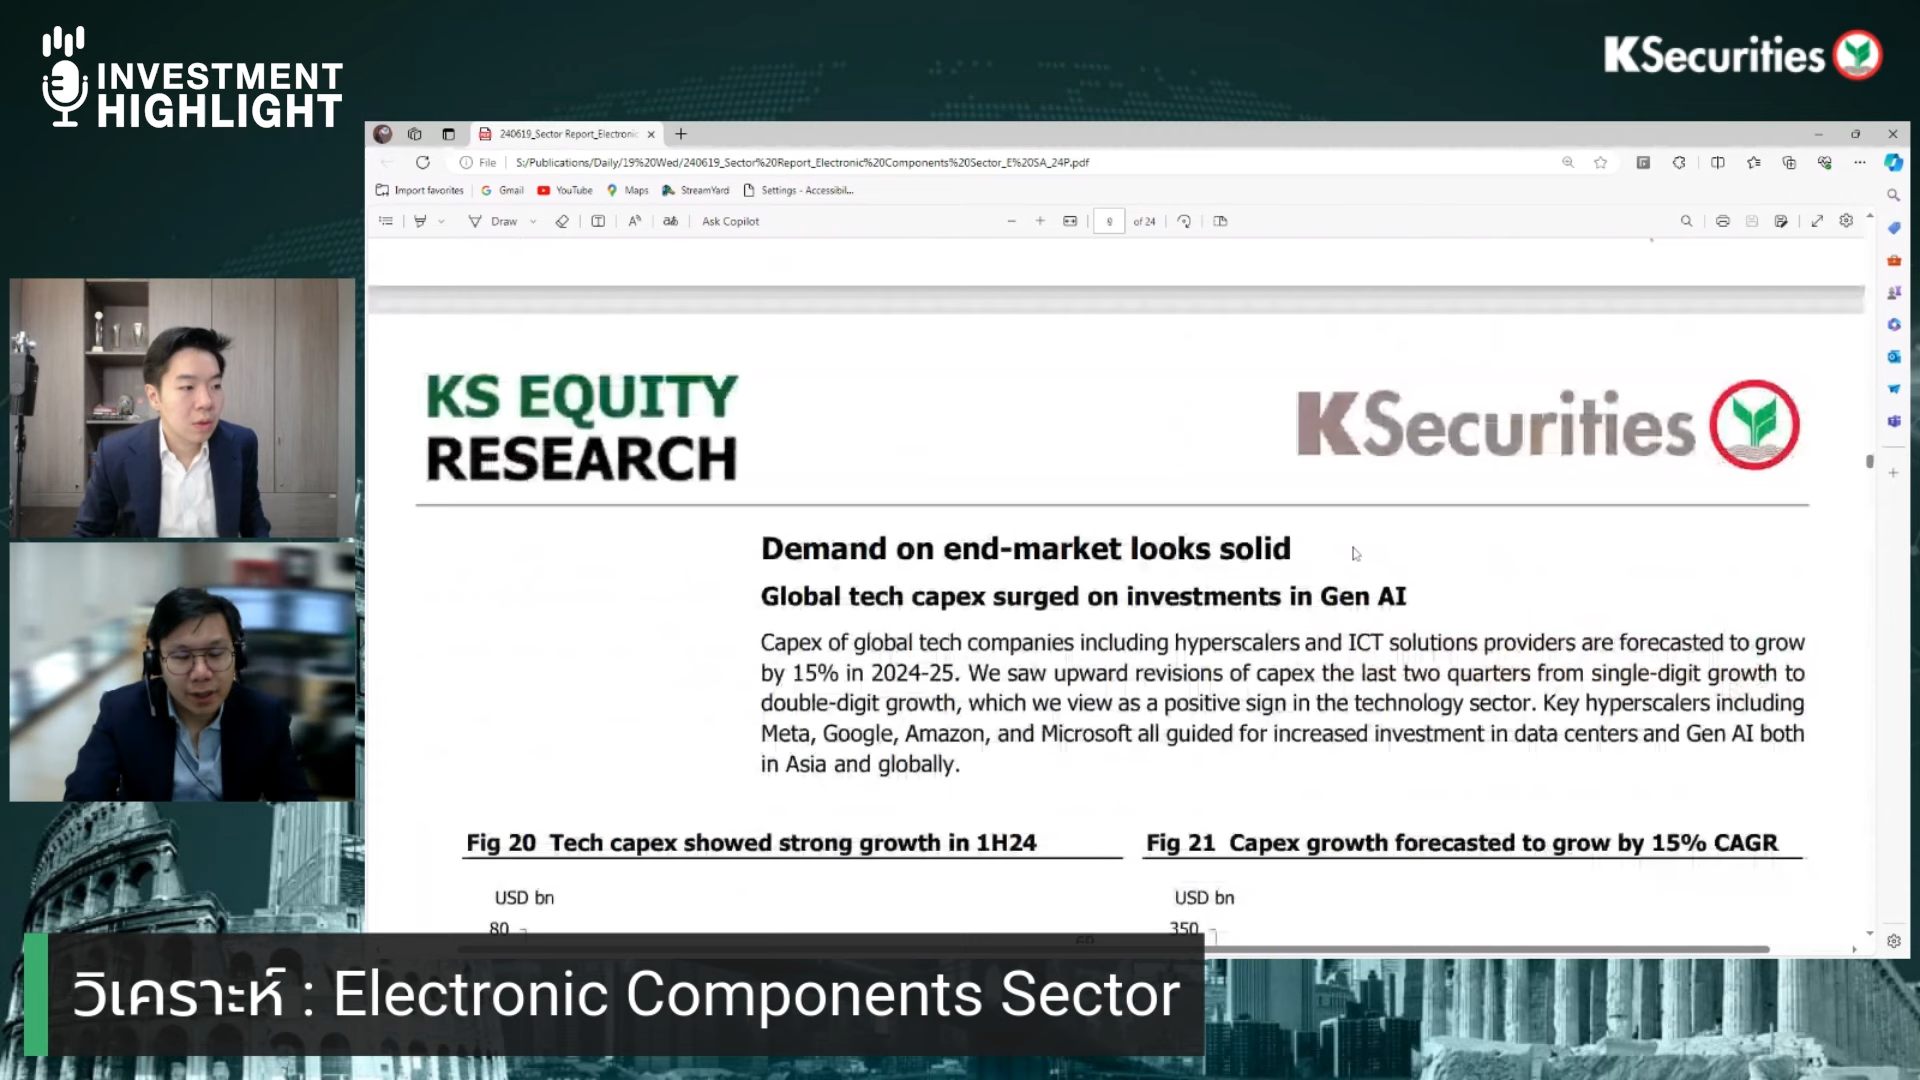 INVESTMENT
HIGHLIGHT
KSecurities
240619_Sector Report_Electronic
File
S:/Publications/Daily/19%20Wed/240619_Sector%20Report_Electronic%20Components%20Sector_E%20SA_24P.pdf
Import favorites
Gmail
YouTube
Maps
StreamYard
Settings - Accessibil...
Draw
Ask Copilot
9
of 24
KS EQUITY
RESEARCH
KSecurities
Demand on end-market looks solid
Global tech capex surged on investments in Gen AI
Capex of global tech companies including hyperscalers and ICT solutions providers are forecasted to grow
by 15% in 2024-25. We saw upward revisions of capex the last two quarters from single-digit growth to
double-digit growth, which we view as a positive sign in the technology sector. Key hyperscalers including
Meta, Google, Amazon, and Microsoft all guided for increased investment in data centers and Gen AI both
in Asia and globally.
Fig 20 Tech capex showed strong growth in 1H24
Fig 21 Capex growth forecasted to grow by 15% CAGR
USD bn
USD bn
80
350
วิเคราะห์ : Electronic Components Sector